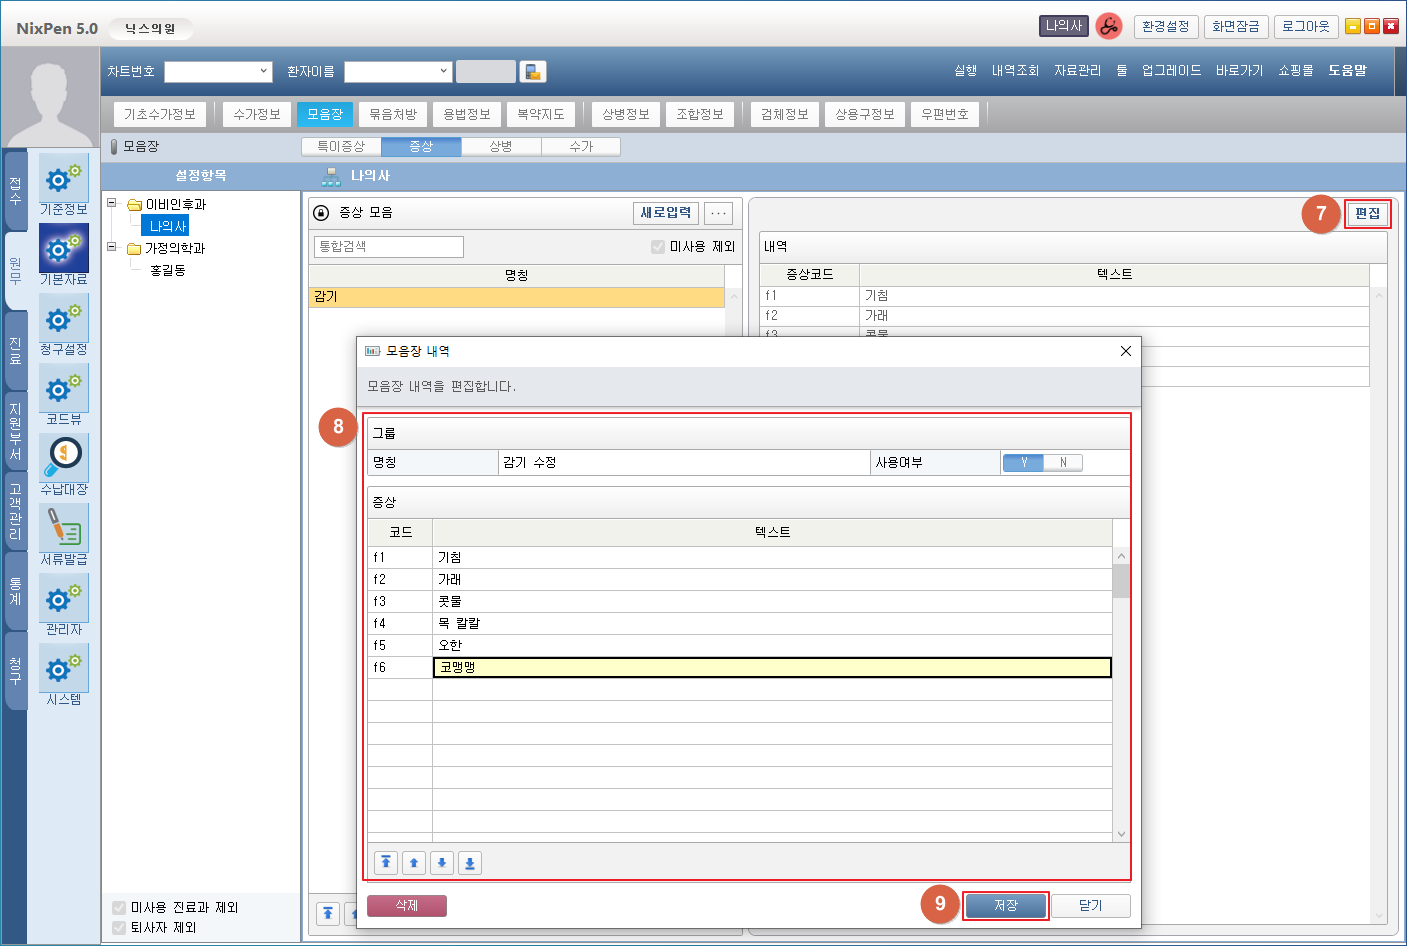 NixPen 5.0 닉스의원 나의사 환경설정 화면잠금 로그아웃
차트번호 환자이름 실행 내역조회 자료관리 툴 업그레이드 바로가기 쇼핑몰 도움말
기초수가정보 수가정보 모음장 묶음처방 용법정보 복약지도 상병정보 조합정보 검체정보 상용구정보 우편번호
모음장 특이증상 증상 상병 수가
설정항목 나의사
접수
원무
진료
지원부서
고객관리
통계
청구
기준정보
기본자료
청구설정
코드뷰
수납대장
서류발급
관리자
시스템
이비인후과
나의사
가정의학과
홍길동
미사용 진료과 제외
퇴사자 제외
증상 모음 새로입력 ...
통합검색 미사용 제외
명칭
감기
7 편집
내역
증상코드 텍스트
f1 기침
f2 가래
f3 콧물
모음장 내역
모음장 내역을 편집합니다.
8
그룹
명칭 감기 수정 사용여부 Y N
증상
코드 텍스트
f1 기침
f2 가래
f3 콧물
f4 목 칼칼
f5 오한
f6 코맹맹
삭제 9 저장 닫기